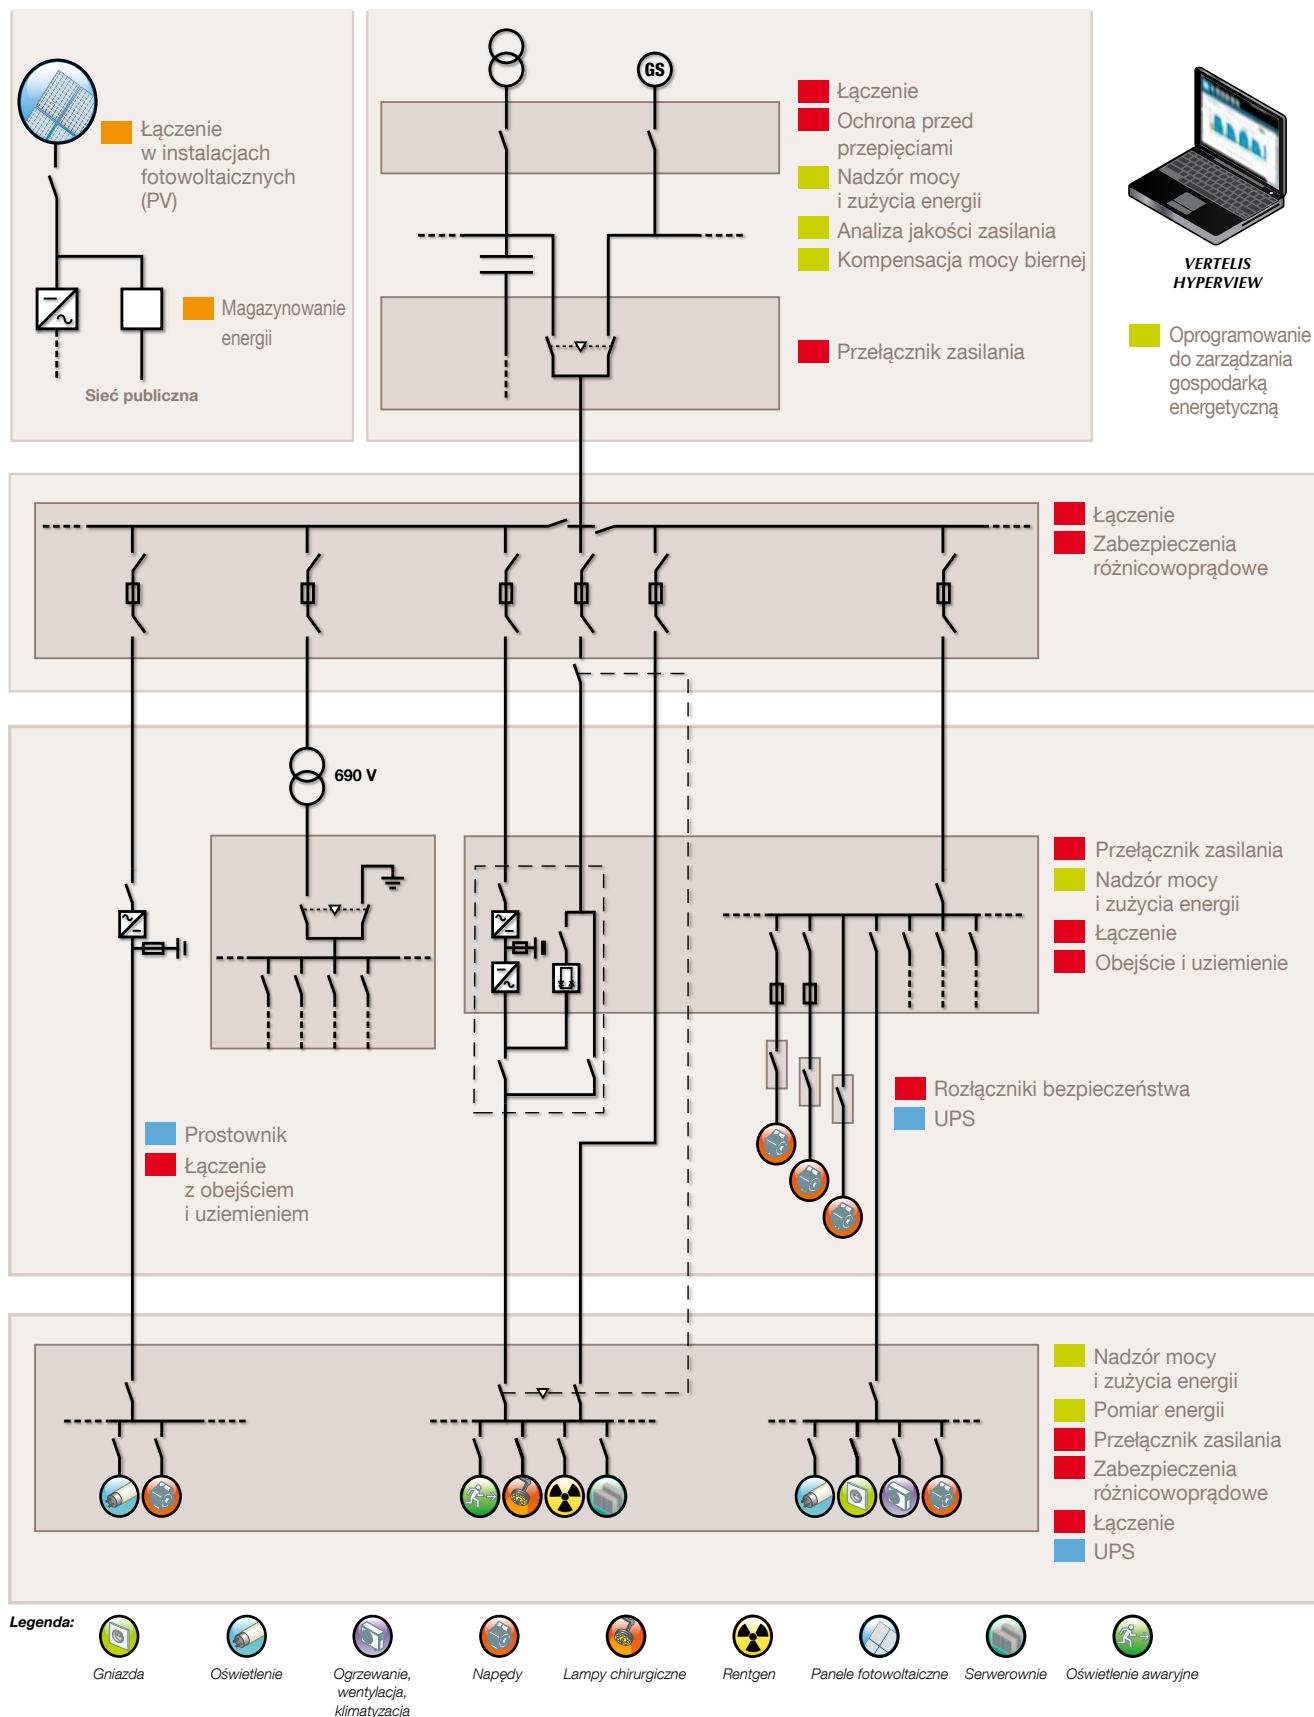 Łączenie
w instalacjach
fotowoltaicznych
(PV)
Magazynowanie
energii
Sieć publiczna
GS
Łączenie
Ochrona przed
przepięciami
Nadzór mocy
i zużycia energii
Analiza jakości zasilania
Kompensacja mocy biernej
Przełącznik zasilania
VERTELIS
HYPERVIEW
Oprogramowanie
do zarządzania
gospodarką
energetyczną
Łączenie
Zabezpieczenia
różnicowoprądowe
690 V
Przełącznik zasilania
Nadzór mocy
i zużycia energii
Łączenie
Obejście i uziemienie
Rozłączniki bezpieczeństwa
UPS
Prostownik
Łączenie
z obejściem
i uziemieniem
Nadzór mocy
i zużycia energii
Pomiar energii
Przełącznik zasilania
Zabezpieczenia
różnicowoprądowe
Łączenie
UPS
Legenda:
Gniazda
Oświetlenie
Ogrzewanie,
wentylacja,
klimatyzacja
Napędy
Lampy chirurgiczne
Rentgen
Panele fotowoltaiczne
Serwerownie
Oświetlenie awaryjne